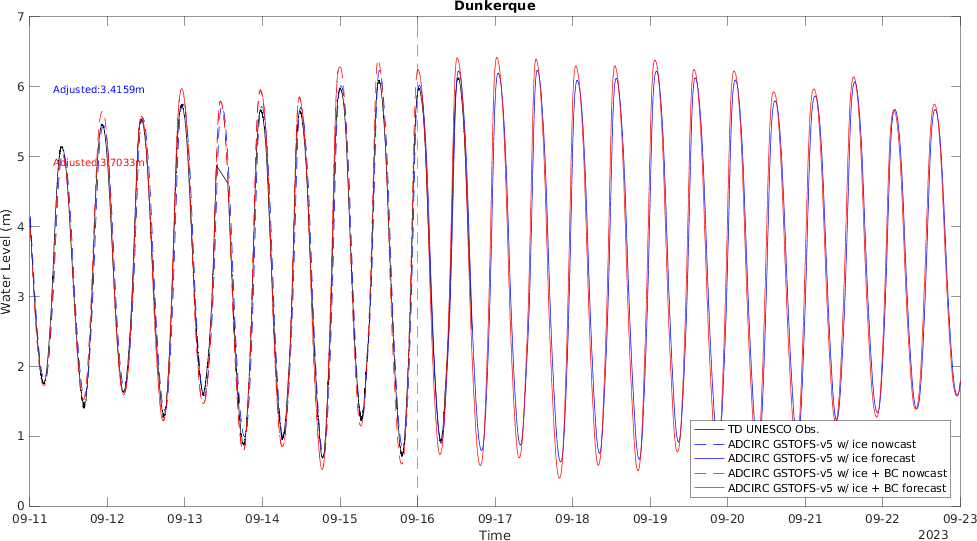 Dunkerque
7
6
5
4
3
2
1
0
Water Level (m)
Adjusted:3.4159m
Adjusted:3.7033m
TD UNESCO Obs.
ADCIRC GSTOFS-v5 w/ ice nowcast
ADCIRC GSTOFS-v5 w/ ice forecast
ADCIRC GSTOFS-v5 w/ ice + BC nowcast
ADCIRC GSTOFS-v5 w/ ice + BC forecast
09-11 09-12 09-13 09-14 09-15 09-16 09-17 09-18 09-19 09-20 09-21 09-22 09-23
Time
2023